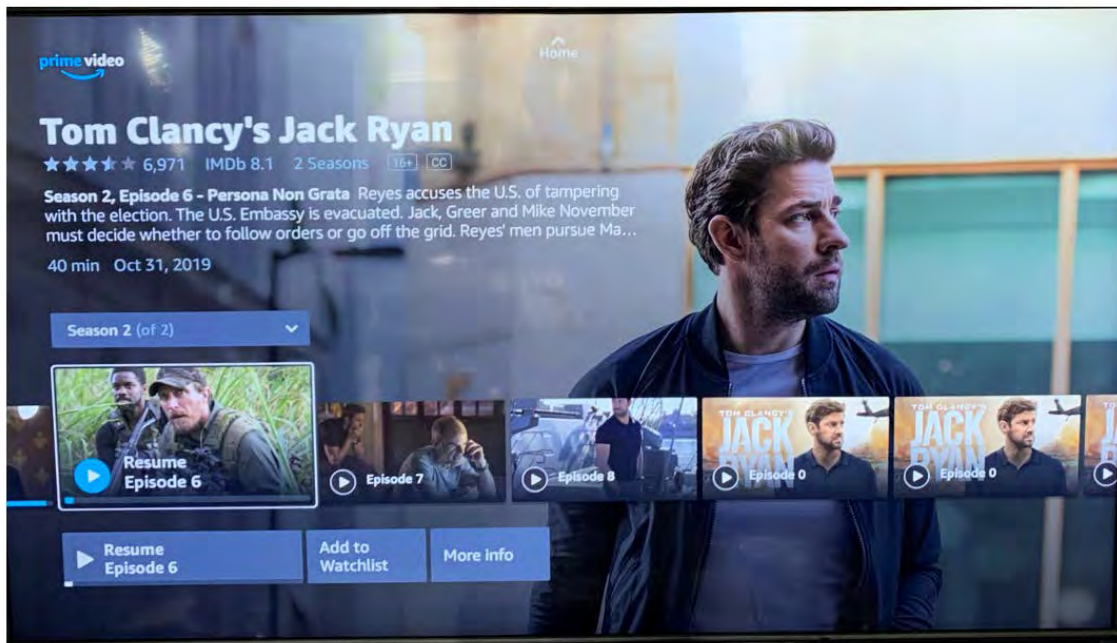 prime video
Home
Tom Clancy's Jack Ryan
6,971 IMDb 8.1 2 Seasons 16+ CC
Season 2, Episode 6 - Persona Non Grata Reyes accuses the U.S. of tampering
with the election. The U.S. Embassy is evacuated. Jack, Greer and Mike November
must decide whether to follow orders or go off the grid. Reyes' men pursue Ma...
40 min Oct 31, 2019
Season 2 (of 2)
Resume
Episode 6
Episode 7
Episode 8
TOM CLANCY'S
JACK
RYAN
Episode 0
TOM CLANCY'S
JACK
RYAN
Episode 0
Resume
Episode 6
Add to
Watchlist
More info